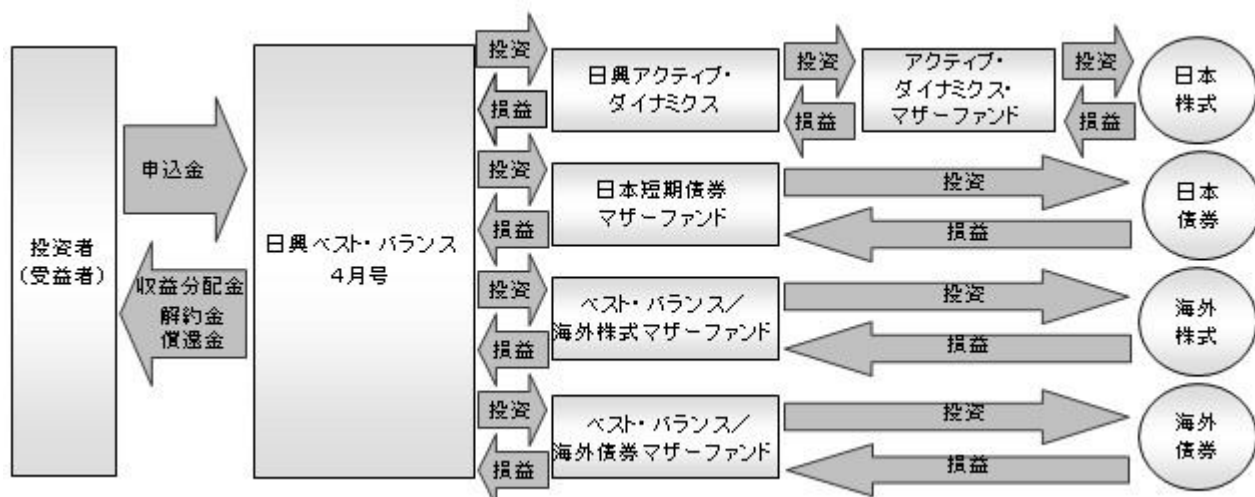 投資者
(受益者)
申込金
収益分配金
解約金
償還金
日興ベスト・バランス
4月号
投資
損益
日興アクティブ・
ダイナミクス
投資
損益
アクティブ・
ダイナミクス・
マザーファンド
投資
損益
日本
株式
投資
損益
日本短期債券
マザーファンド
投資
損益
日本
債券
投資
損益
ベスト・バランス/
海外株式マザーファンド
投資
損益
海外
株式
投資
損益
ベスト・バランス/
海外債券マザーファンド
投資
損益
海外
債券